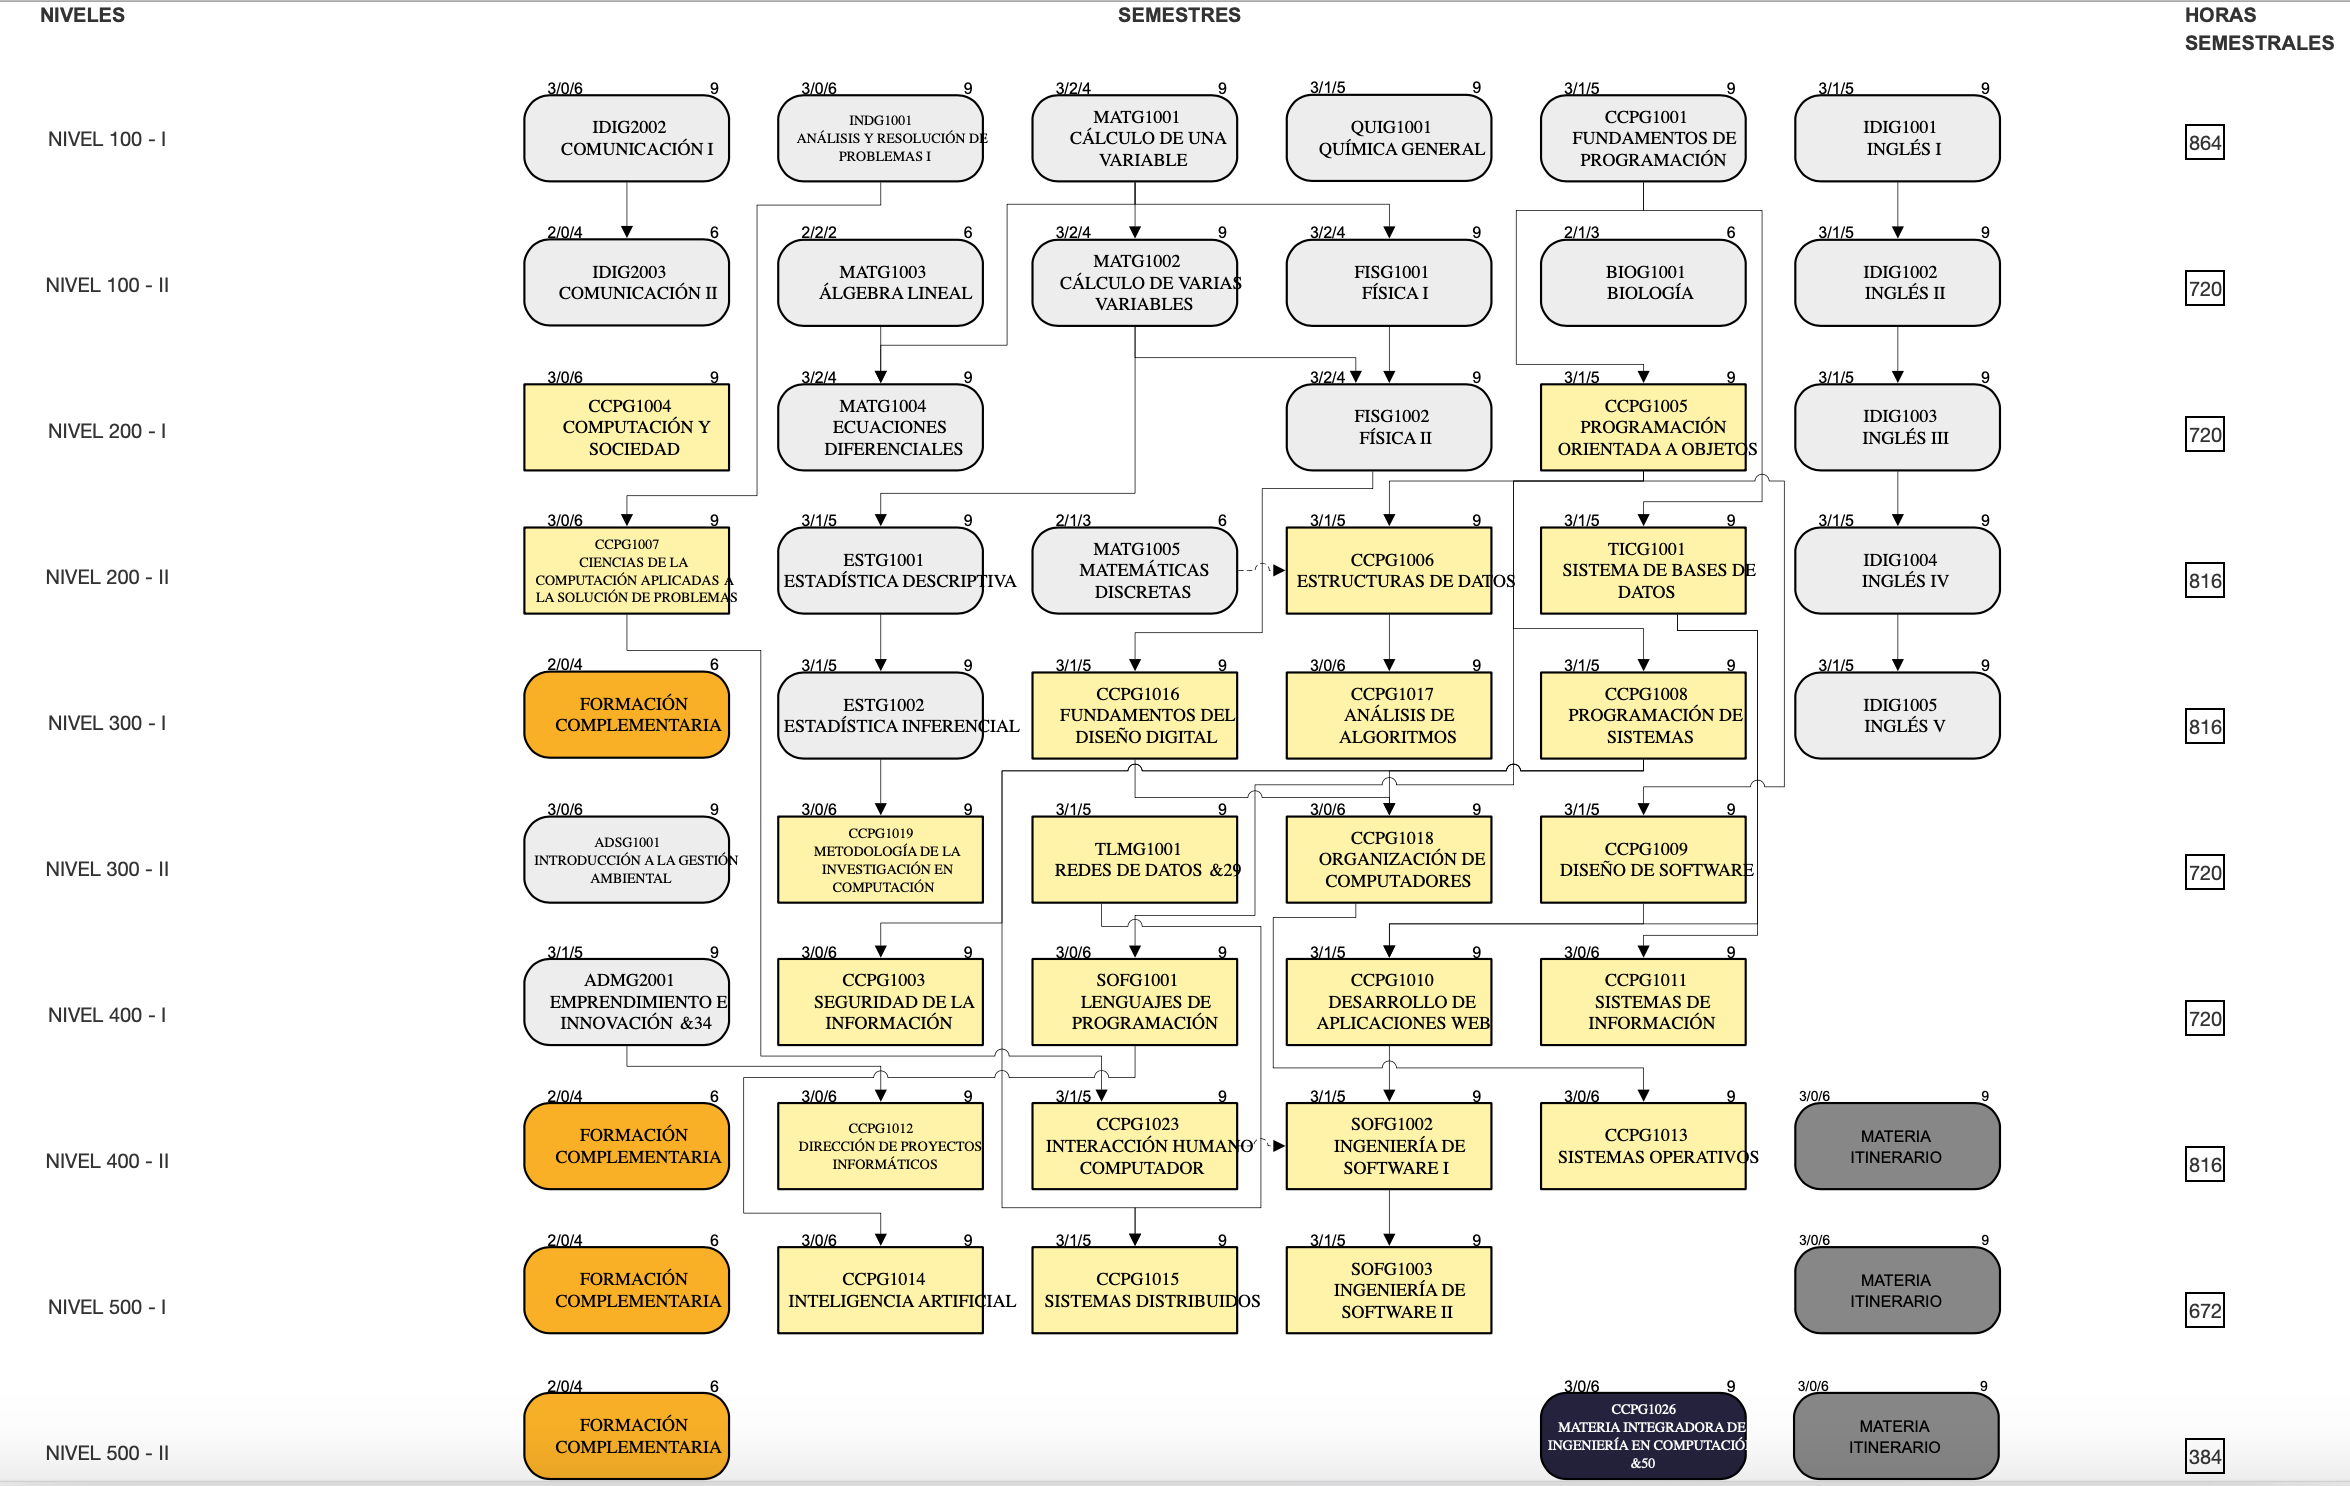 NIVELES
SEMESTRES
HORAS
SEMESTRALES
NIVEL 100 - I
3/0/6 9
IDIG2002
COMUNICACIÓN I
3/0/6 9
INDG1001
ANÁLISIS Y RESOLUCIÓN DE
PROBLEMAS I
3/2/4 9
MATG1001
CÁLCULO DE UNA
VARIABLE
3/1/5 9
QUIG1001
QUÍMICA GENERAL
3/1/5 9
CCPG1001
FUNDAMENTOS DE
PROGRAMACIÓN
3/1/5 9
IDIG1001
INGLÉS I
864
NIVEL 100 - II
2/0/4 6
IDIG2003
COMUNICACIÓN II
2/2/2 6
MATG1003
ÁLGEBRA LINEAL
3/2/4 9
MATG1002
CÁLCULO DE VARIAS
VARIABLES
3/2/4 9
FISG1001
FÍSICA I
2/1/3 6
BIOG1001
BIOLOGÍA
3/1/5 9
IDIG1002
INGLÉS II
720
NIVEL 200 - I
3/0/6 9
CCPG1004
COMPUTACIÓN Y
SOCIEDAD
3/2/4 9
MATG1004
ECUACIONES
DIFERENCIALES
3/2/4 9
FISG1002
FÍSICA II
3/1/5 9
CCPG1005
PROGRAMACIÓN
ORIENTADA A OBJETOS
3/1/5 9
IDIG1003
INGLÉS III
720
NIVEL 200 - II
3/0/6 9
CCPG1007
CIENCIAS DE LA
COMPUTACIÓN APLICADAS A
LA SOLUCIÓN DE PROBLEMAS
3/1/5 9
ESTG1001
ESTADÍSTICA DESCRIPTIVA
2/1/3 6
MATG1005
MATEMÁTICAS
DISCRETAS
3/1/5 9
CCPG1006
ESTRUCTURAS DE DATOS
3/1/5 9
TICG1001
SISTEMA DE BASES DE
DATOS
3/1/5 9
IDIG1004
INGLÉS IV
816
NIVEL 300 - I
2/0/4 6
FORMACIÓN
COMPLEMENTARIA
3/1/5 9
ESTG1002
ESTADÍSTICA INFERENCIAL
3/1/5 9
CCPG1016
FUNDAMENTOS DEL
DISEÑO DIGITAL
3/0/6 9
CCPG1017
ANÁLISIS DE
ALGORITMOS
3/1/5 9
CCPG1008
PROGRAMACIÓN DE
SISTEMAS
3/1/5 9
IDIG1005
INGLÉS V
816
NIVEL 300 - II
3/0/6 9
ADSG1001
INTRODUCCIÓN A LA GESTIÓN
AMBIENTAL
3/0/6 9
CCPG1019
METODOLOGÍA DE LA
INVESTIGACIÓN EN
COMPUTACIÓN
3/1/5 9
TLMG1001
REDES DE DATOS &29
3/0/6 9
CCPG1018
ORGANIZACIÓN DE
COMPUTADORES
3/1/5 9
CCPG1009
DISEÑO DE SOFTWARE
720
NIVEL 400 - I
3/1/5 9
ADMG2001
EMPRENDIMIENTO E
INNOVACIÓN &34
3/0/6 9
CCPG1003
SEGURIDAD DE LA
INFORMACIÓN
3/0/6 9
SOFG1001
LENGUAJES DE
PROGRAMACIÓN
3/1/5 9
CCPG1010
DESARROLLO DE
APLICACIONES WEB
3/0/6 9
CCPG1011
SISTEMAS DE
INFORMACIÓN
720
NIVEL 400 - II
2/0/4 6
FORMACIÓN
COMPLEMENTARIA
3/0/6 9
CCPG1012
DIRECCIÓN DE PROYECTOS
INFORMÁTICOS
3/1/5 9
CCPG1023
INTERACCIÓN HUMANO
COMPUTADOR
3/1/5 9
SOFG1002
INGENIERÍA DE
SOFTWARE I
3/0/6 9
CCPG1013
SISTEMAS OPERATIVOS
3/0/6 9
MATERIA
ITINERARIO
816
NIVEL 500 - I
2/0/4 6
FORMACIÓN
COMPLEMENTARIA
3/0/6 9
CCPG1014
INTELIGENCIA ARTIFICIAL
3/1/5 9
CCPG1015
SISTEMAS DISTRIBUIDOS
3/1/5 9
SOFG1003
INGENIERÍA DE
SOFTWARE II
3/0/6 9
MATERIA
ITINERARIO
672
NIVEL 500 - II
2/0/4 6
FORMACIÓN
COMPLEMENTARIA
3/0/6 9
CCPG1026
MATERIA INTEGRADORA DE
INGENIERÍA EN COMPUTACIÓ
&50
3/0/6 9
MATERIA
ITINERARIO
384